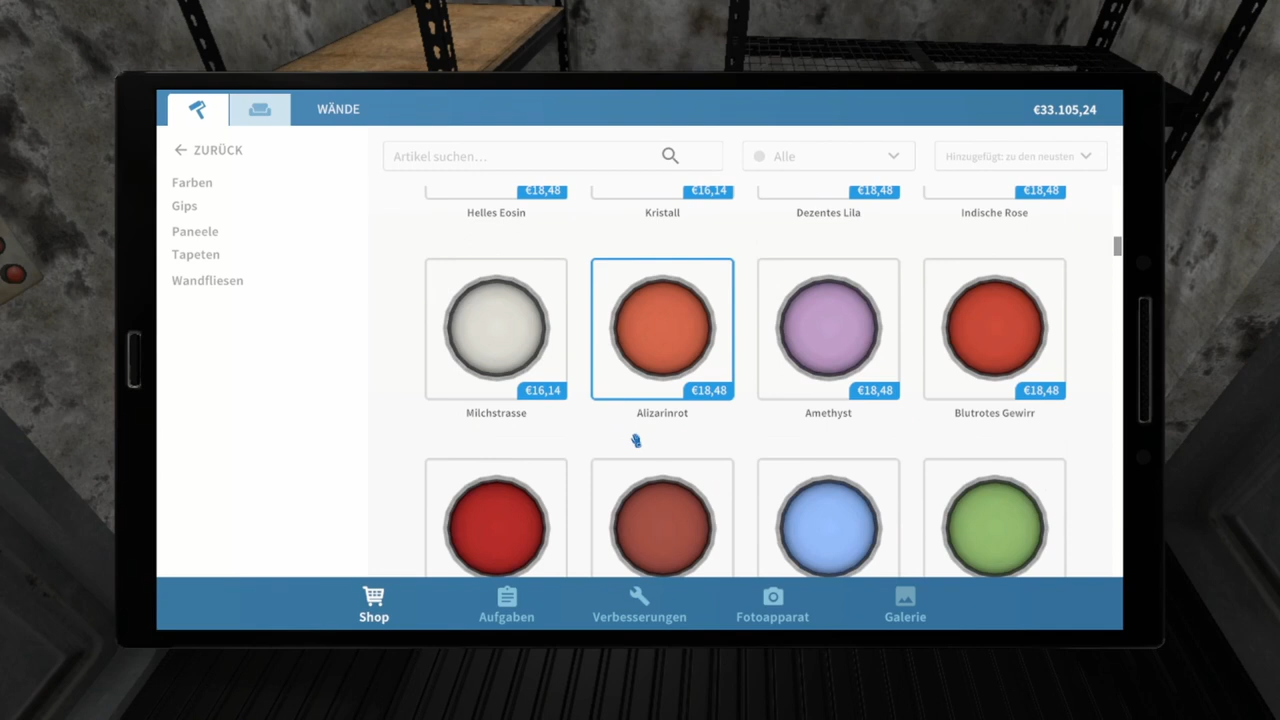 WÄNDE
€33.105,24
ZURÜCK
Farben
Gips
Paneele
Tapeten
Wandfliesen
Artikel suchen...
Alle
Hinzugefügt: zu den neusten
€18,48
€16,14
€18,48
€18,48
Helles Eosin
Kristall
Dezentes Lila
Indische Rose
€16,14
€18,48
€18,48
€18,48
Milchstrasse
Alizarinrot
Amethyst
Blutrotes Gewirr
Shop
Aufgaben
Verbesserungen
Fotoapparat
Galerie